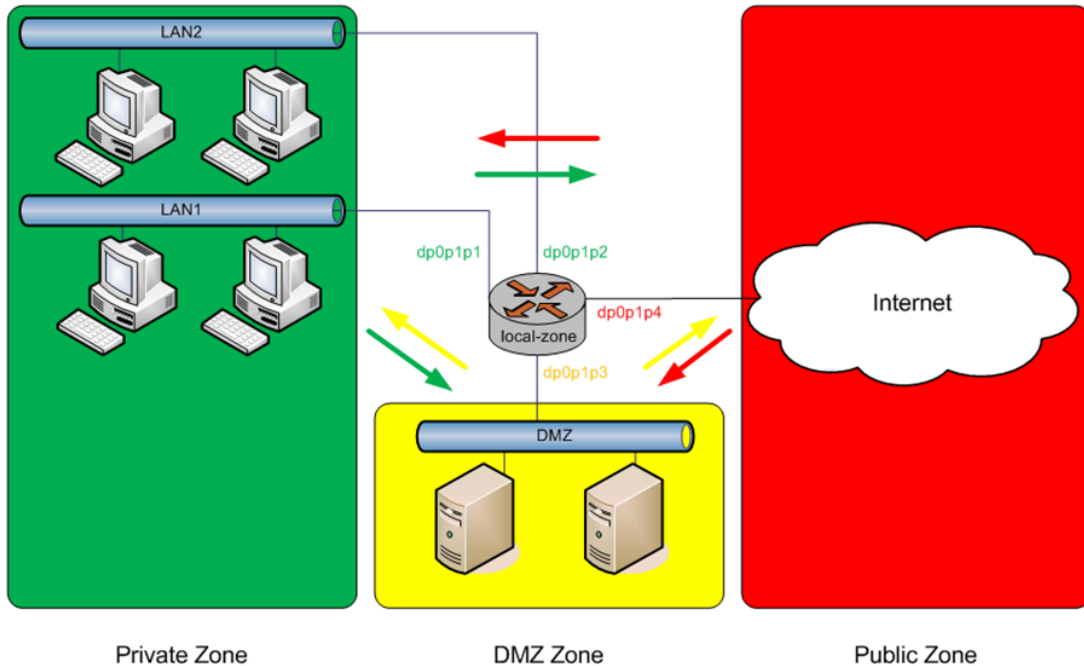 LAN2
LAN1
dp0p1p1
dp0p1p2
Internet
dp0p1p4
local-zone
dp0p1p3
DMZ
Private Zone
DMZ Zone
Public Zone